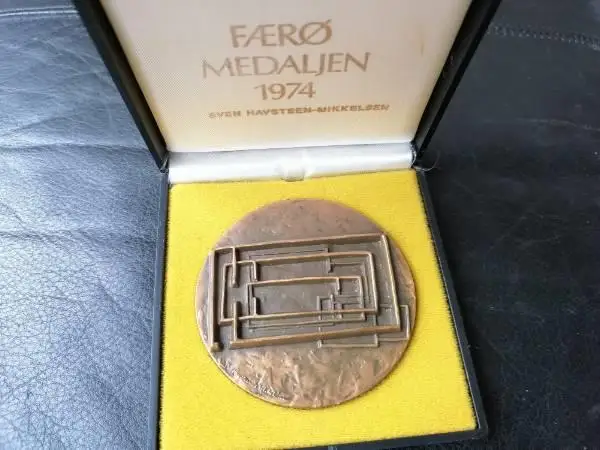 FÆRØ
MEDALJEN
1974
SVEN HAVSTEEN-MIKKELSEN